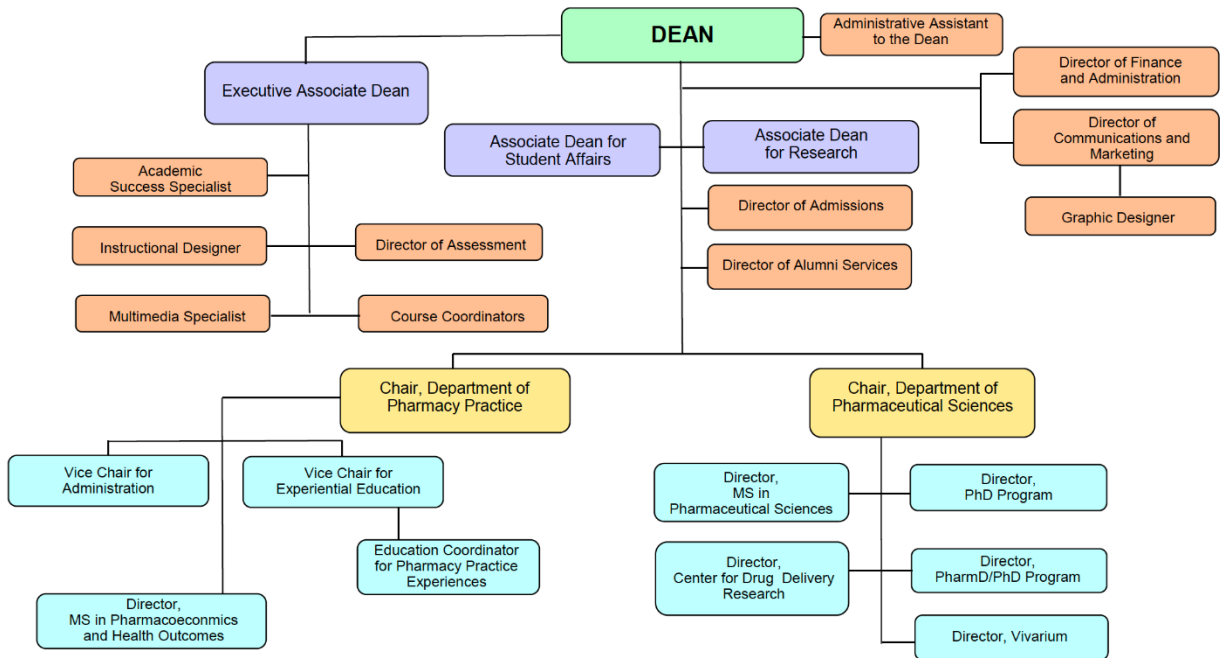 DEAN
Administrative Assistant
to the Dean
Director of Finance
and Administration
Executive Associate Dean
Director of
Communications and
Marketing
Associate Dean for
Student Affairs
Associate Dean
for Research
Academic
Success Specialist
Director of Admissions
Graphic Designer
Instructional Designer
Director of Assessment
Director of Alumni Services
Multimedia Specialist
Course Coordinators
Chair, Department of
Pharmacy Practice
Chair, Department of
Pharmaceutical Sciences
Vice Chair for
Administration
Vice Chair for
Experiential Education
Director,
MS in
Pharmaceutical Sciences
Director,
PhD Program
Education Coordinator
for Pharmacy Practice
Experiences
Director,
Center for Drug Delivery
Research
Director,
PharmD/PhD Program
Director,
MS in Pharmacoeconmics
and Health Outcomes
Director, Vivarium